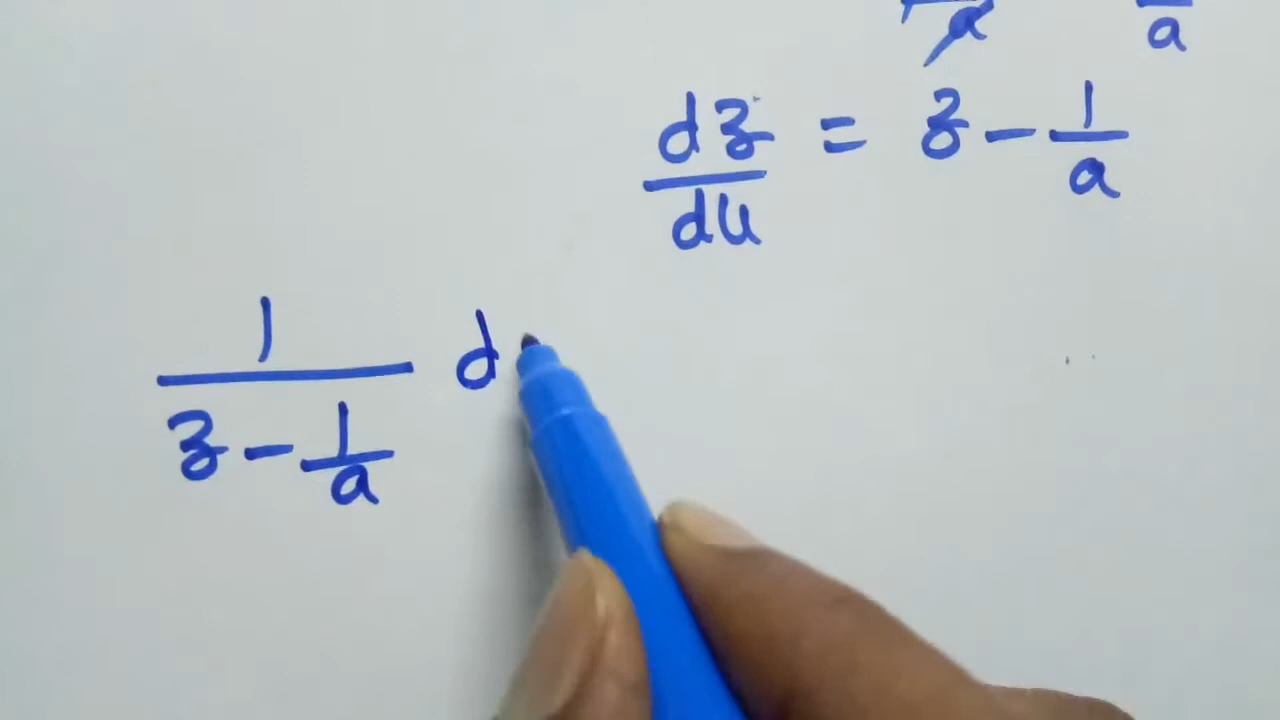 a a
dz/du = z - 1/a
1/(z - 1/a) d